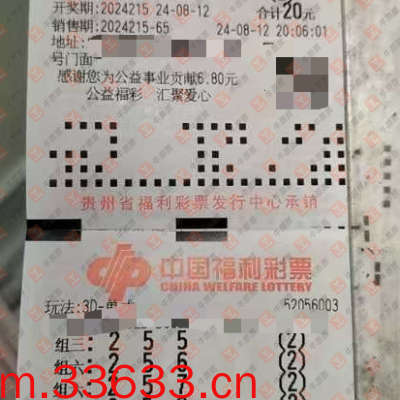 开奖期:2024215 24-08-12 合计20元
销售期:2024215-65 24-08-12 20:06:01
地址:
号门面
感谢您为公益事业贡献6.80元
公益福彩 汇聚爱心
贵州省福利彩票发行中心承销
中国福利彩票
CHINA WELFARE LOTTERY
玩法:3D-单 52056003
组三: 2 5 5 (2)
组六: 2 5 6 (2)
组六 (2)
m.33633.cn